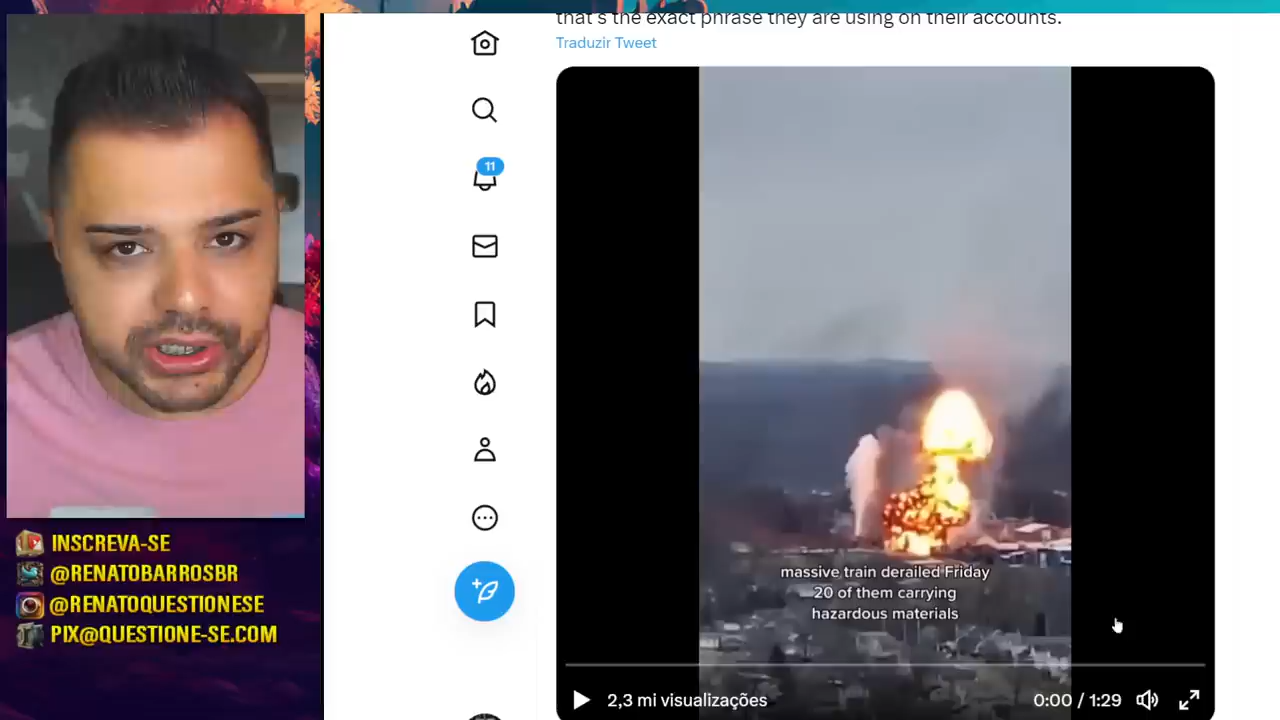 that's the exact phrase they are using on their accounts.
Traduzir Tweet
11
massive train derailed Friday
20 of them carrying
hazardous materials
2,3 mi visualizações
0:00 / 1:29
INSCREVA-SE
@RENATOBARROSBR
@RENATOQUESTIONESE
PIX@QUESTIONE-SE.COM